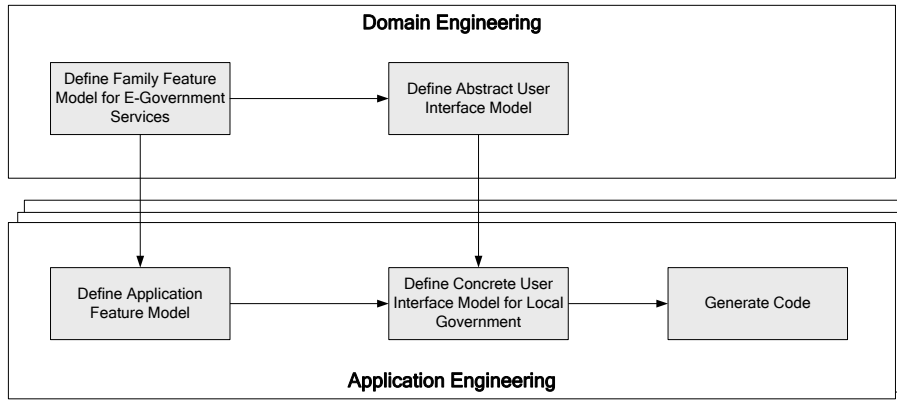 Domain Engineering
Define Family Feature
Model for E-Government
Services
Define Abstract User
Interface Model
Define Application
Feature Model
Define Concrete User
Interface Model for Local
Government
Generate Code
Application Engineering